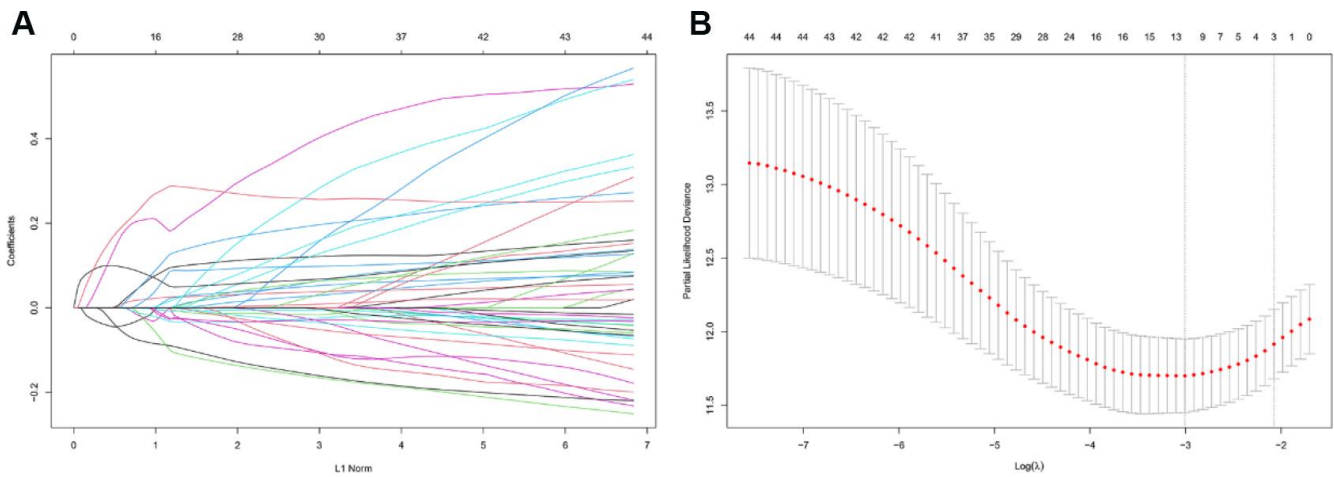 A
0 16 28 30 37 42 43 44
Coefficients
0.4
0.2
0.0
−0.2
0 1 2 3 4 5 6 7
L1 Norm
B
44 44 44 43 42 42 42 41 37 35 29 28 24 16 16 15 13 9 7 5 4 3 1 0
Partial Likelihood Deviance
13.5
13.0
12.5
12.0
11.5
−7 −6 −5 −4 −3 −2
Log(λ)